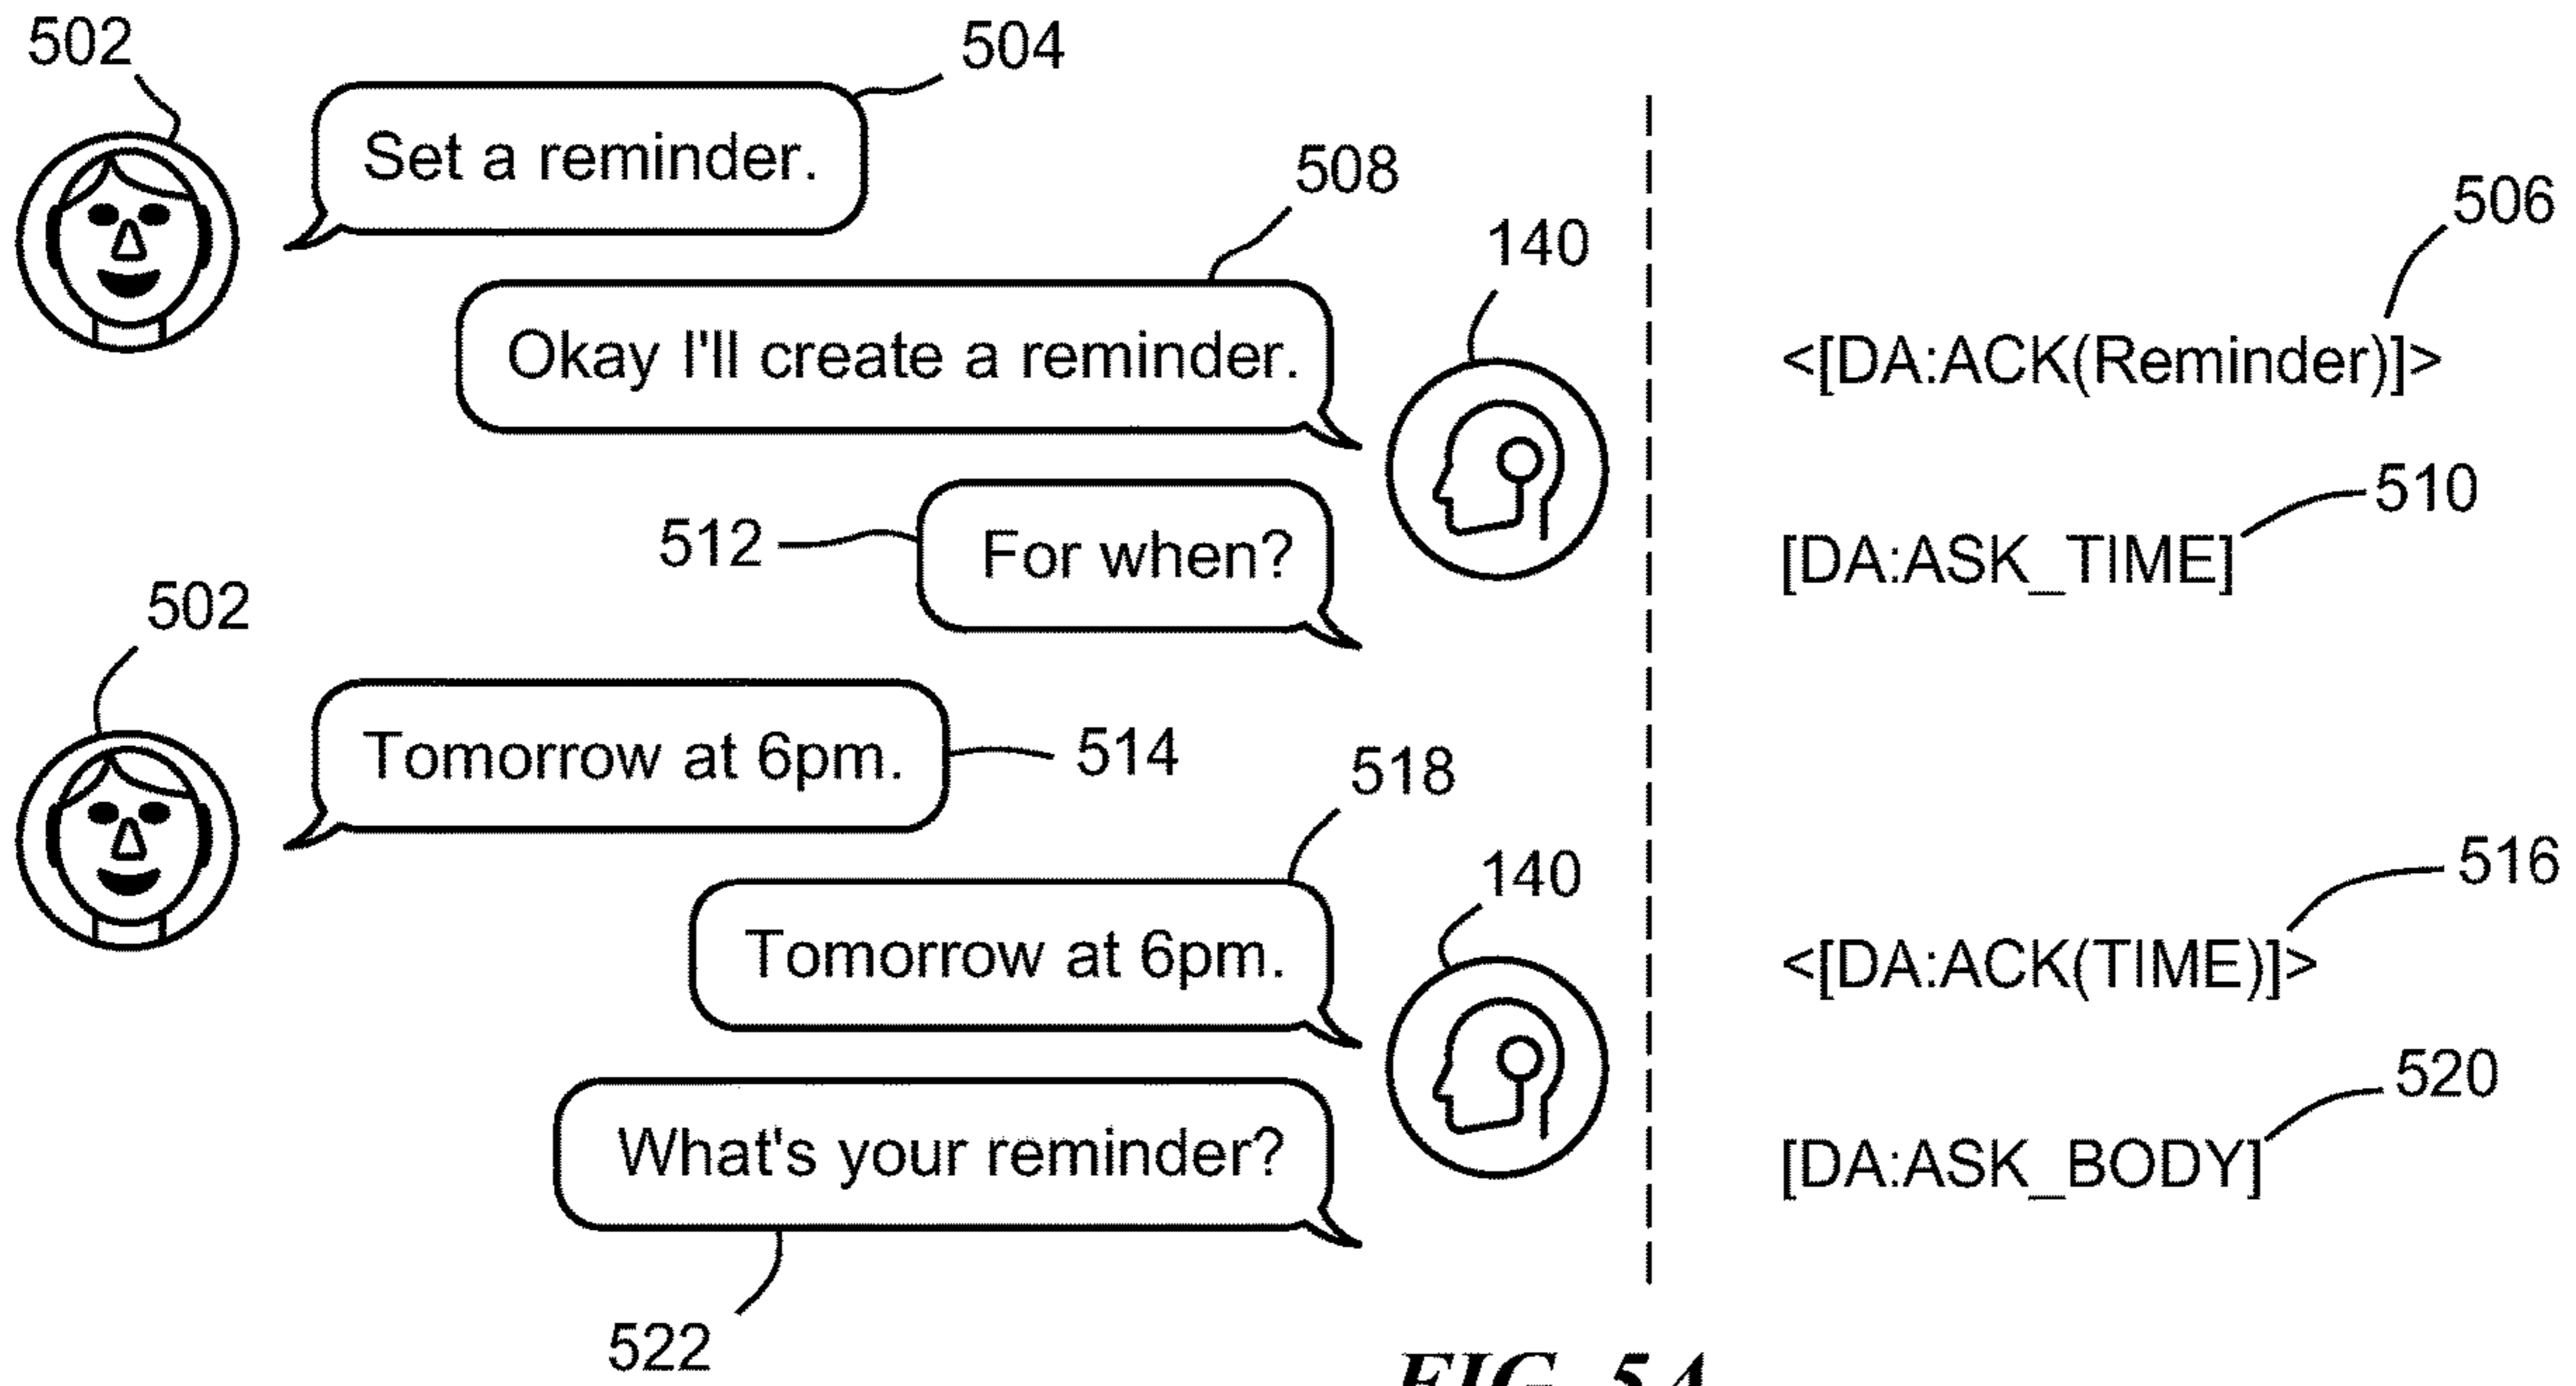 502
504
Set a reminder.
508
506
140
Okay I'll create a reminder.
<[DA:ACK(Reminder)]>
510
512
For when?
[DA:ASK_TIME]
502
Tomorrow at 6pm.
514
518
516
140
Tomorrow at 6pm.
<[DA:ACK(TIME)]>
520
What's your reminder?
[DA:ASK_BODY]
522
FIG. 5A